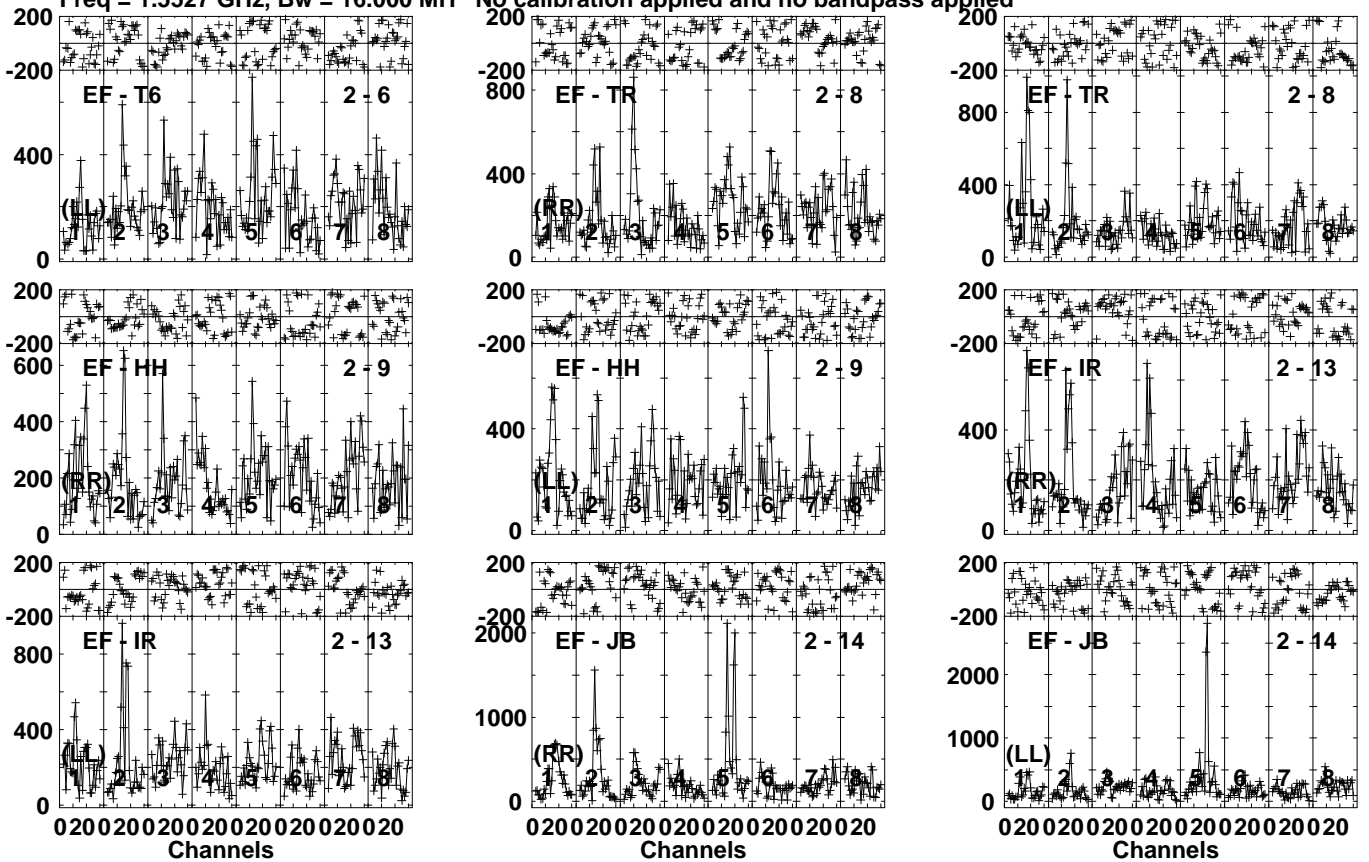 Freq = 1.5527 GHz, Bw = 16.000 MH No calibration applied and no bandpass applied
200 200 200
-200 -200 -200
EF - T6 2 - 6 EF - TR 2 - 8 EF - TR 2 - 8
800 800
400 400 400
(LL) (RR) (LL)
1 2 3 4 5 6 7 8 1 2 3 4 5 6 7 8 1 2 3 4 5 6 7 8
0 0 0
200 200 200
-200 -200 -200
EF - HH 2 - 9 EF - HH 2 - 9 EF - IR 2 - 13
600
400 400 400
200
(RR) (LL) (RR)
1 2 3 4 5 6 7 8 1 2 3 4 5 6 7 8 1 2 3 4 5 6 7 8
0 0 0
200 200 200
-200 -200 -200
EF - IR 2 - 13 EF - JB 2 - 14 EF - JB 2 - 14
800 2000 2000
400 1000 1000
(LL) (RR) (LL)
1 2 3 4 5 6 7 8 1 2 3 4 5 6 7 8 1 2 3 4 5 6 7 8
0 0 0
0 20 0 20 0 20 0 20 0 20 0 20 0 20 0 20 0 20 0 20 0 20 0 20 0 20 0 20 0 20 0 20 0 20 0 20 0 20 0 20 0 20 0 20 0 20 0 20
Channels Channels Channels